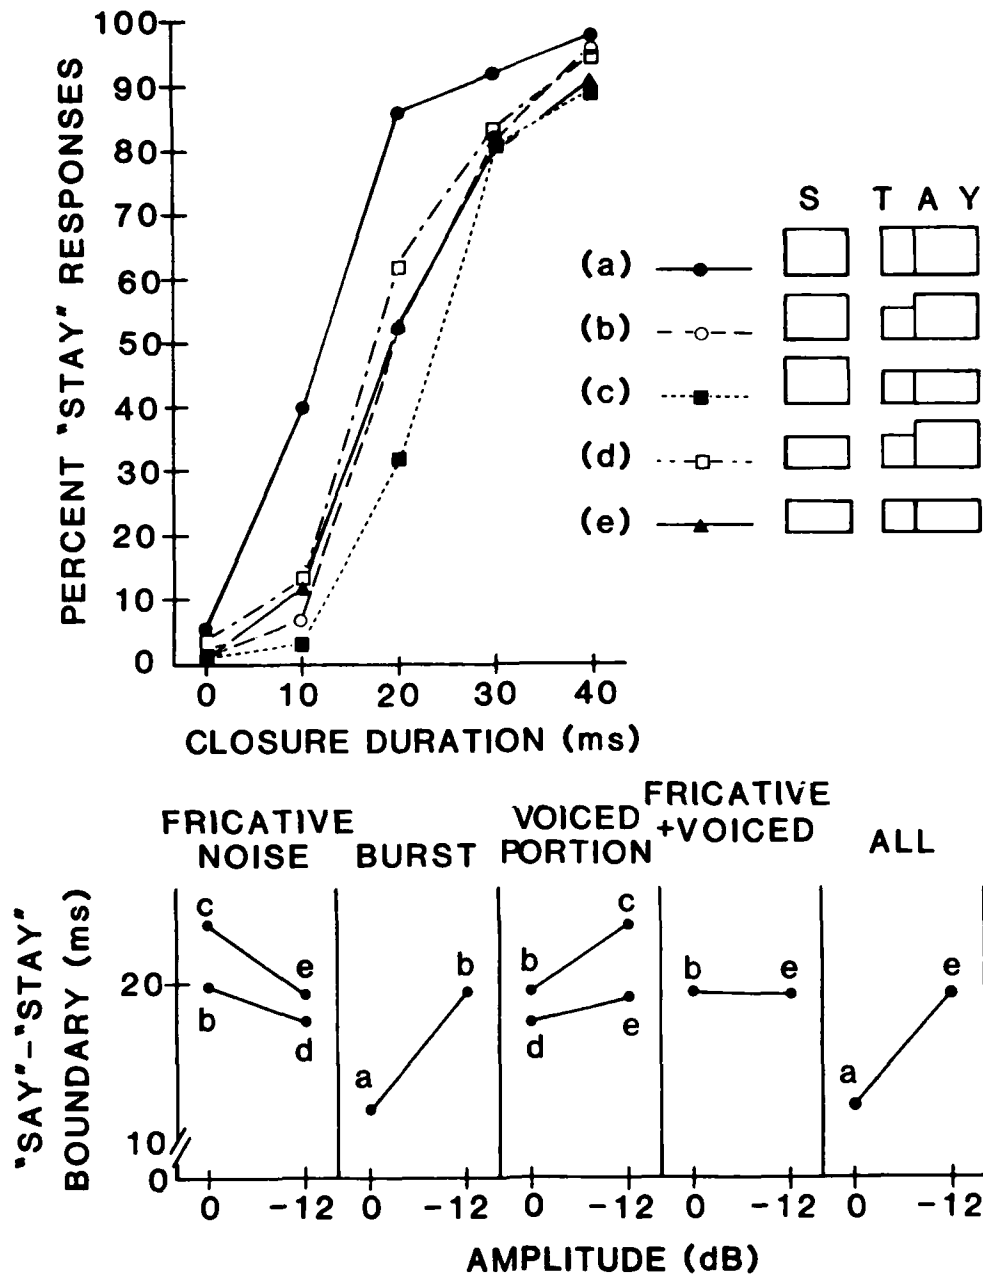 100
90
80
70
60
50
40
30
20
10
0
PERCENT "STAY" RESPONSES
0 10 20 30 40
CLOSURE DURATION (ms)
S T A Y
(a)
(b)
(c)
(d)
(e)
FRICATIVE NOISE
BURST
VOICED PORTION
FRICATIVE +VOICED
ALL
"SAY"-"STAY"
BOUNDARY (ms)
20
10
0
c e b d
a b
b c d e
b e
a e
0 -12 0 -12 0 -12 0 -12 0 -12
AMPLITUDE (dB)